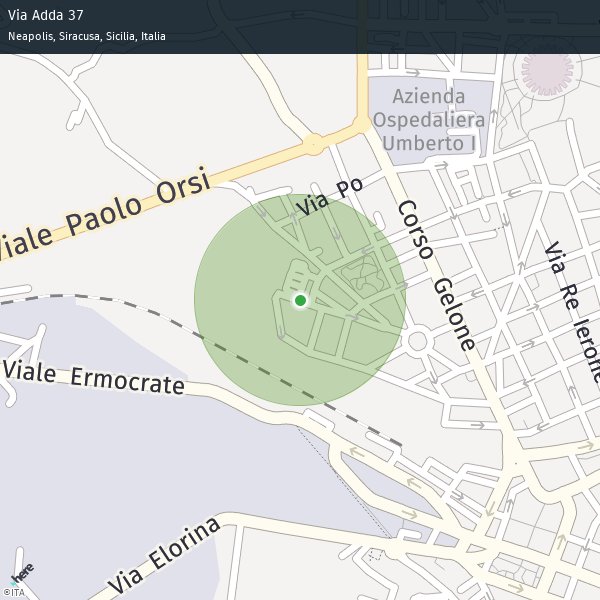 Via Adda 37
Neapolis, Siracusa, Sicilia, Italia
Azienda
Ospedaliera
Umberto I
Via Po
Viale Paolo Orsi
Corso Gelone
Via Re Ierone
Viale Ermocrate
Via Elorina
here
©ITA